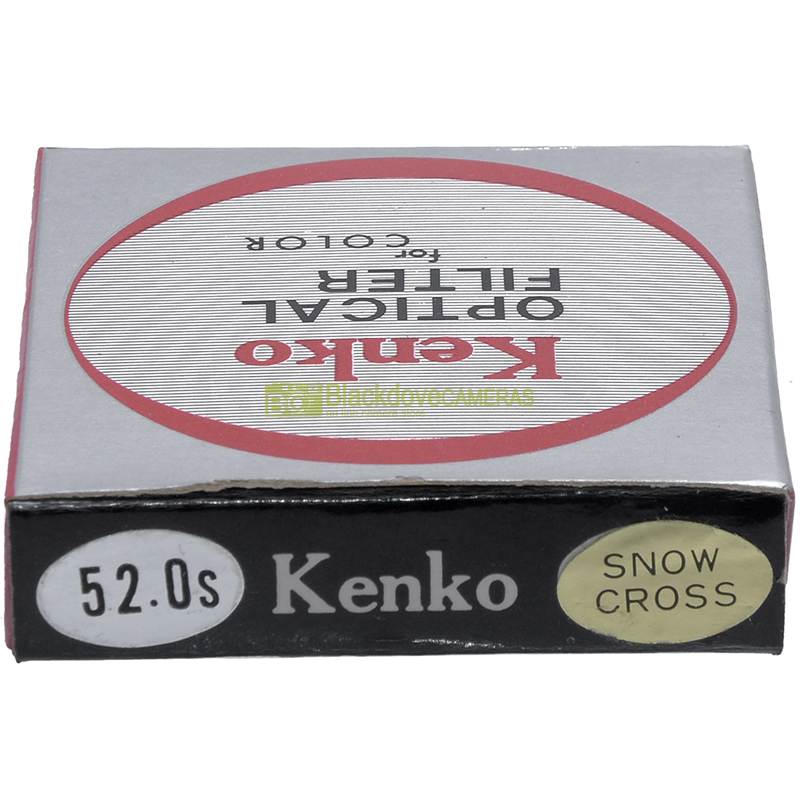 Kenko
OPTICAL
FILTER
for
COLOR
BlackdoveCAMERAS
52.0s
Kenko
SNOW
CROSS